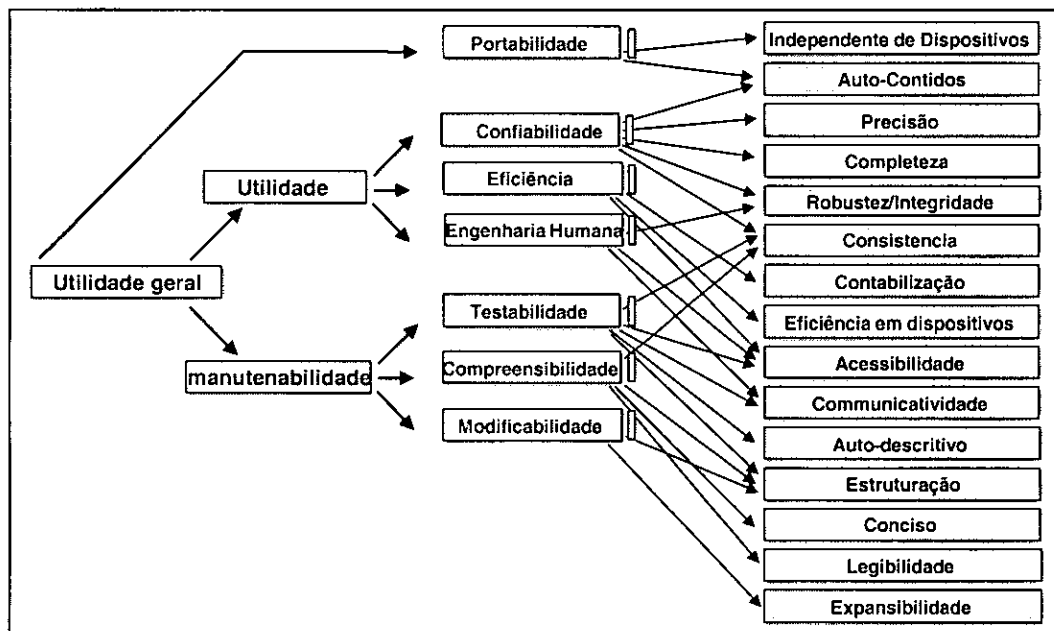 Portabilidade
Confiabilidade
Eficiência
Engenharia Humana
Testabilidade
Compreensibilidade
Modificabilidade
Utilidade
Utilidade geral
manutenabilidade
Independente de Dispositivos
Auto-Contidos
Precisão
Completeza
Robustez/Integridade
Consistencia
Contabilização
Eficiência em dispositivos
Acessibilidade
Communicatividade
Auto-descritivo
Estruturação
Conciso
Legibilidade
Expansibilidade